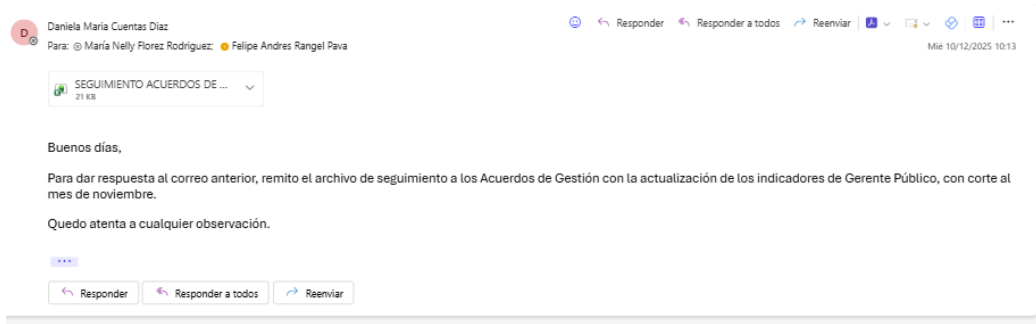 D
Daniela Maria Cuentas Diaz
Responder Responder a todos Reenviar
Para: María Nelly Florez Rodriguez; Felipe Andres Rangel Pava
Mié 10/12/2025 10:13
SEGUIMIENTO ACUERDOS DE ...
21 KB
Buenos días,
Para dar respuesta al correo anterior, remito el archivo de seguimiento a los Acuerdos de Gestión con la actualización de los indicadores de Gerente Público, con corte al
mes de noviembre.
Quedo atenta a cualquier observación.
...
Responder Responder a todos Reenviar